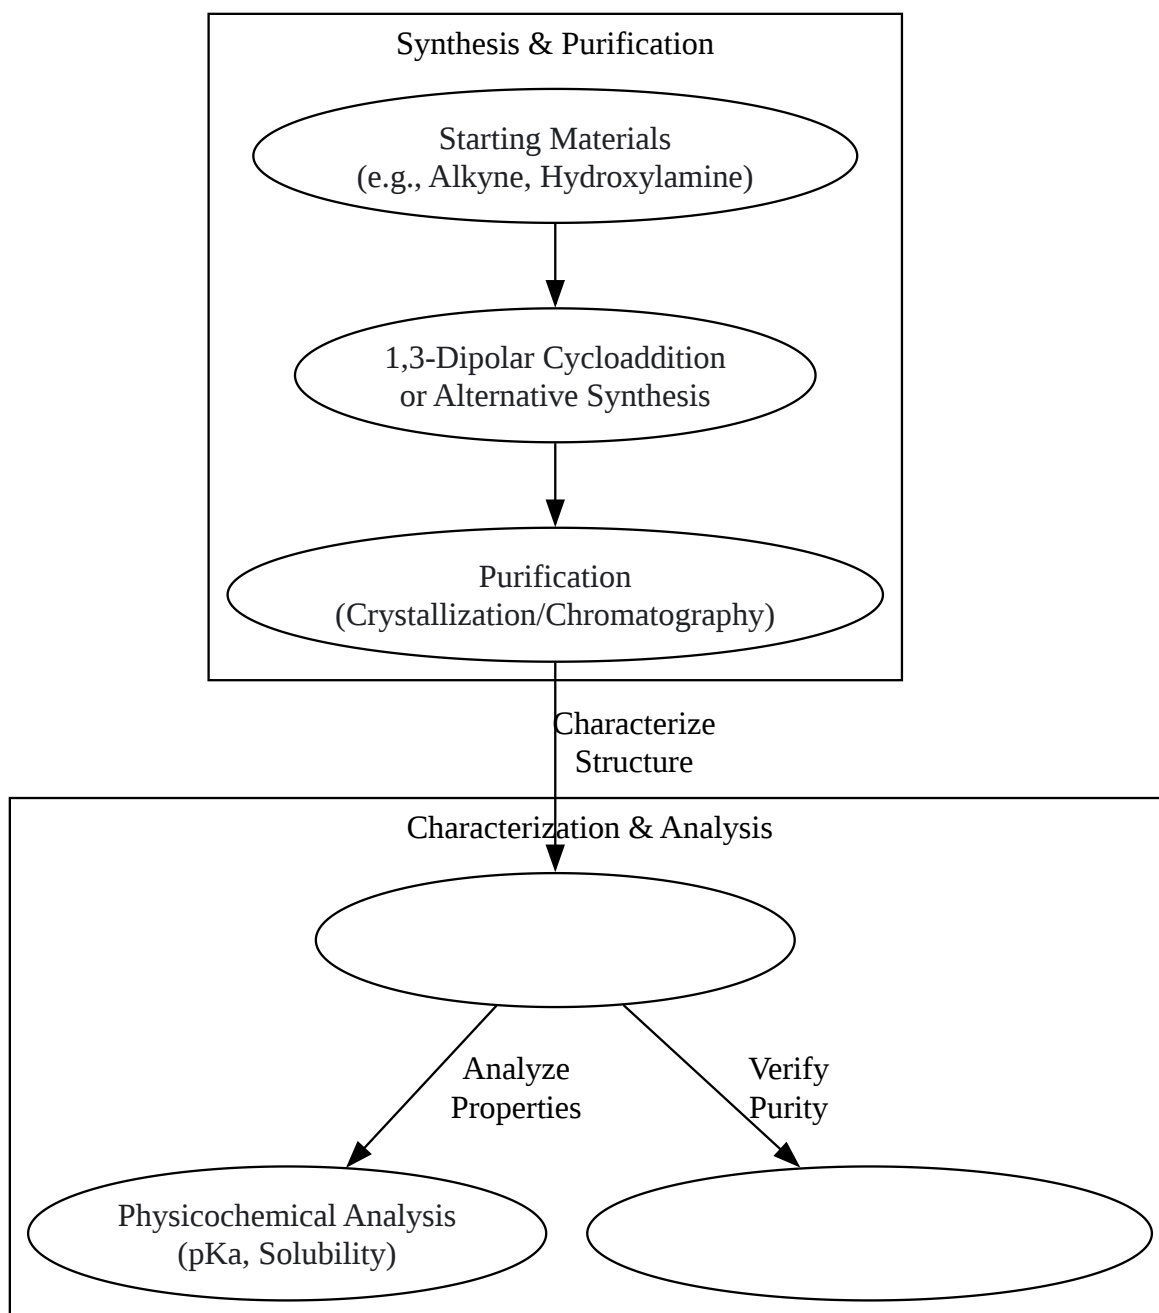 Synthesis & Purification
Starting Materials
(e.g., Alkyne, Hydroxylamine)
1,3-Dipolar Cycloaddition
or Alternative Synthesis
Purification
(Crystallization/Chromatography)
Characterize
Structure
Characterization & Analysis
Analyze
Properties
Verify
Purity
Physicochemical Analysis
(pKa, Solubility)